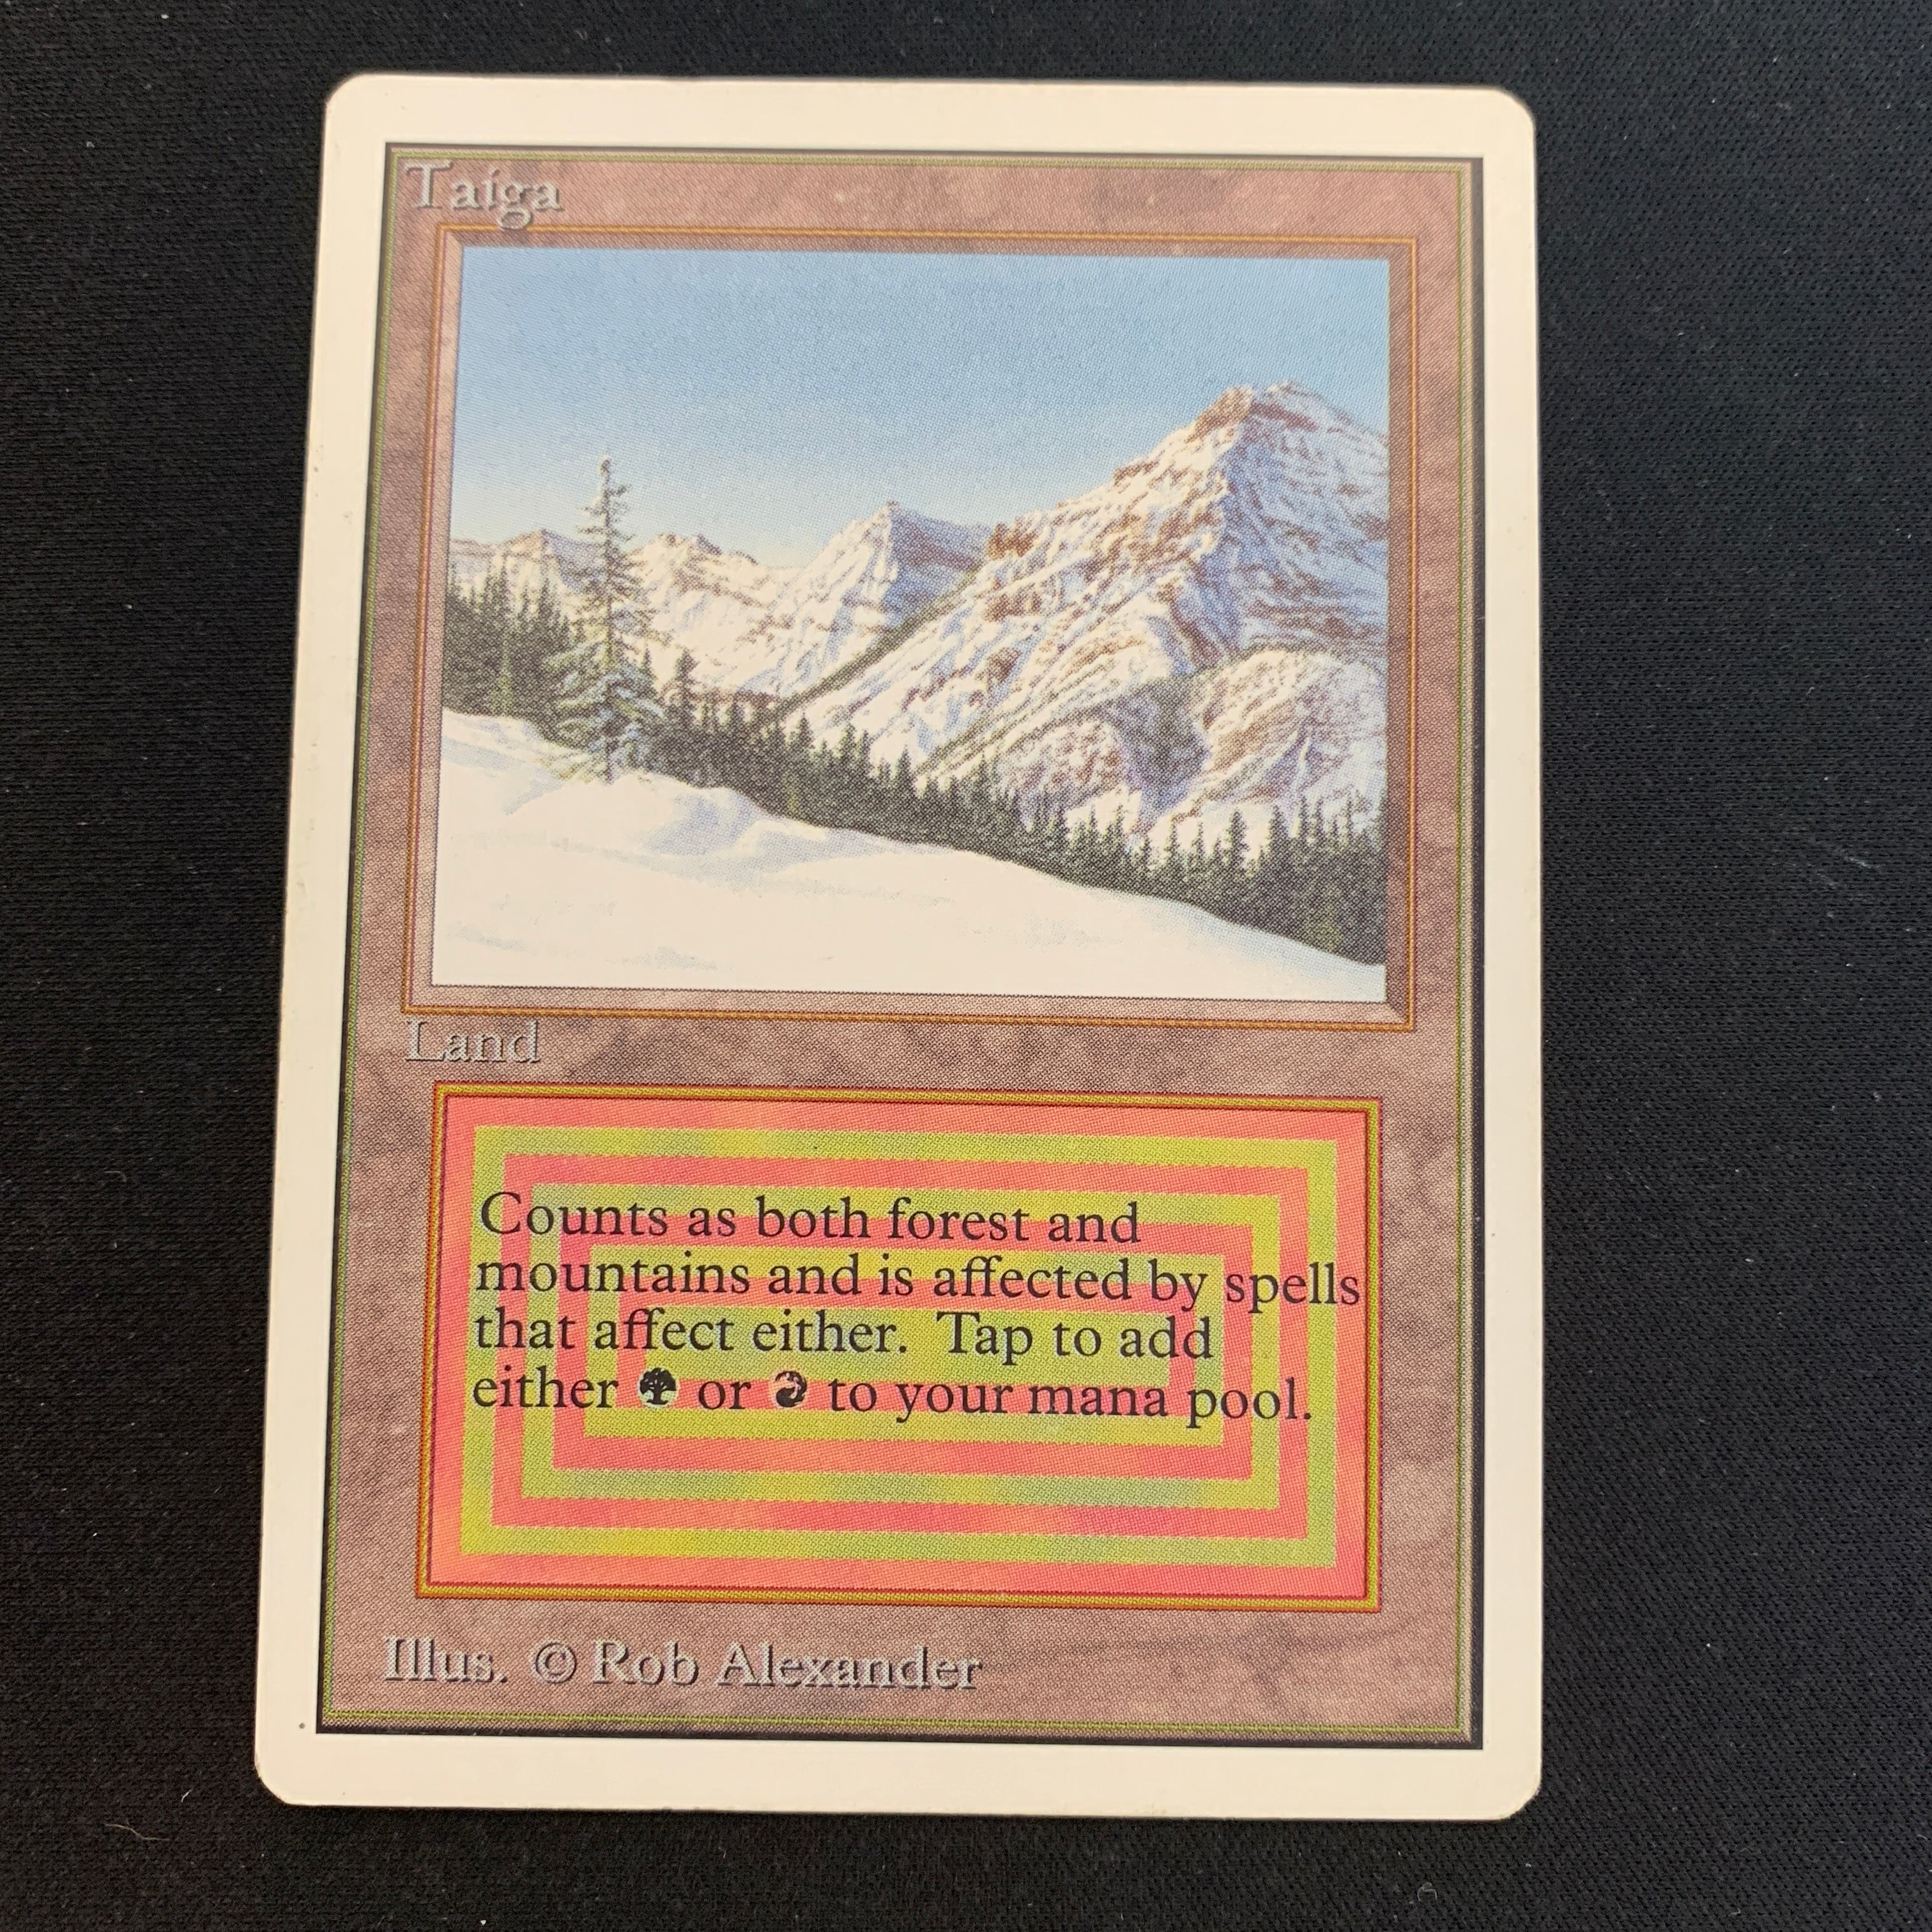 Taiga
Land
Counts as both forest and
mountains and is affected by spells
that affect either. Tap to add
either or to your mana pool.
Illus. © Rob Alexander